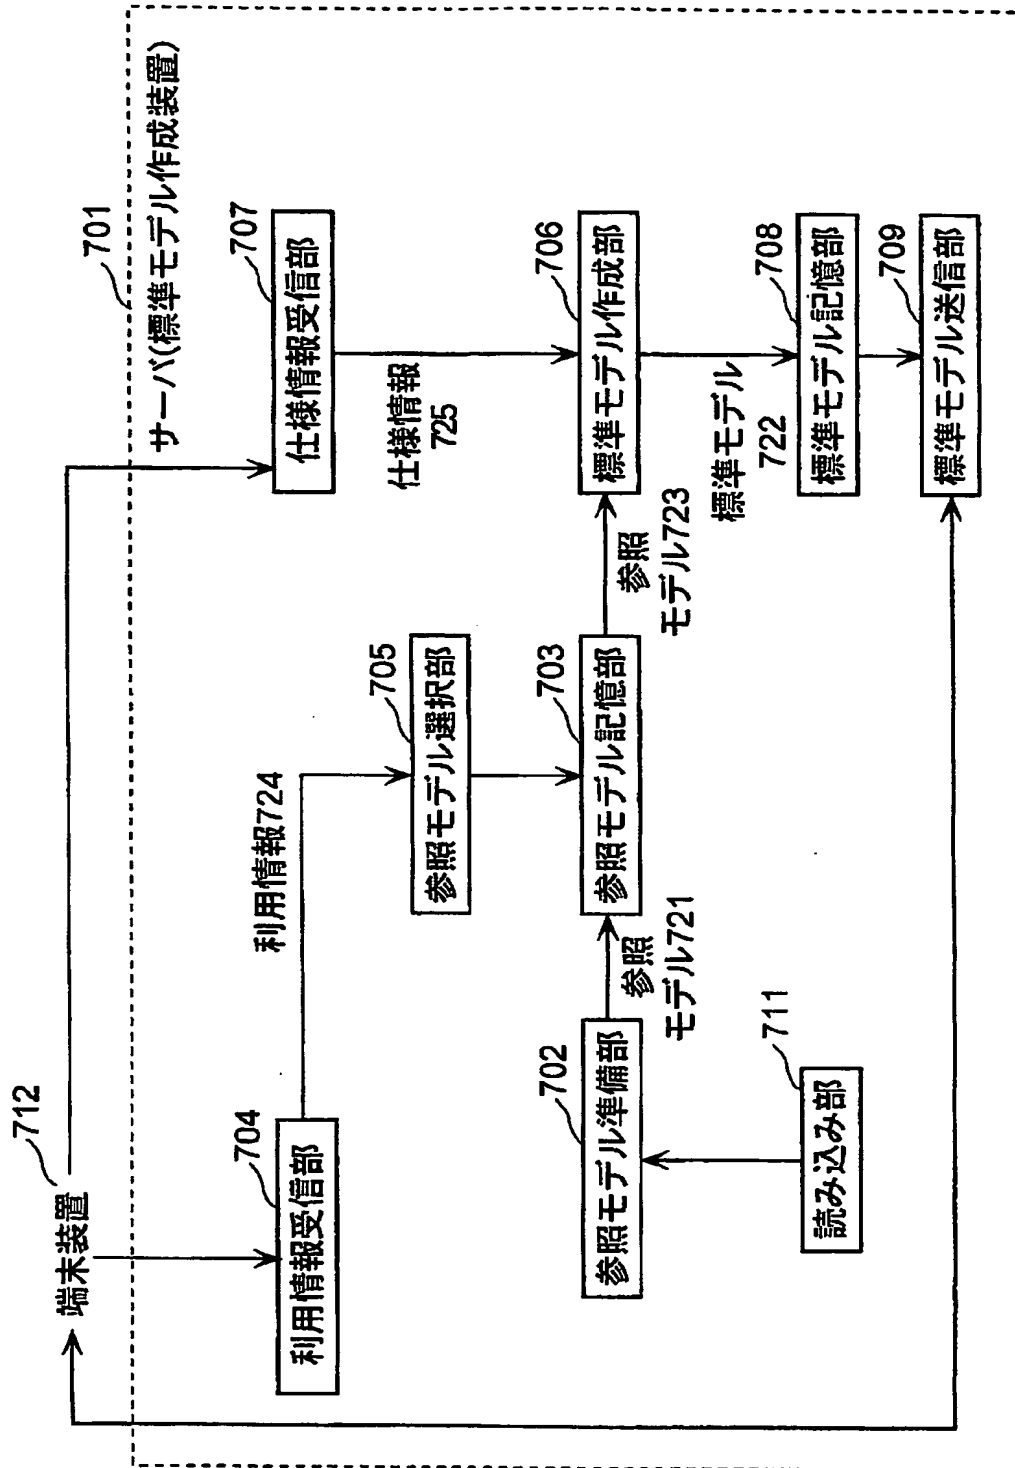 701
サーバ(標準モデル作成装置)
712
端末装置
704
利用情報受信部
利用情報724
707
仕様情報受信部
705
参照モデル選択部
仕様情報
725
702
参照モデル準備部
参照
モデル721
703
参照モデル記憶部
参照
モデル723
706
標準モデル作成部
711
読み込み部
標準モデル
722
708
標準モデル記憶部
709
標準モデル送信部